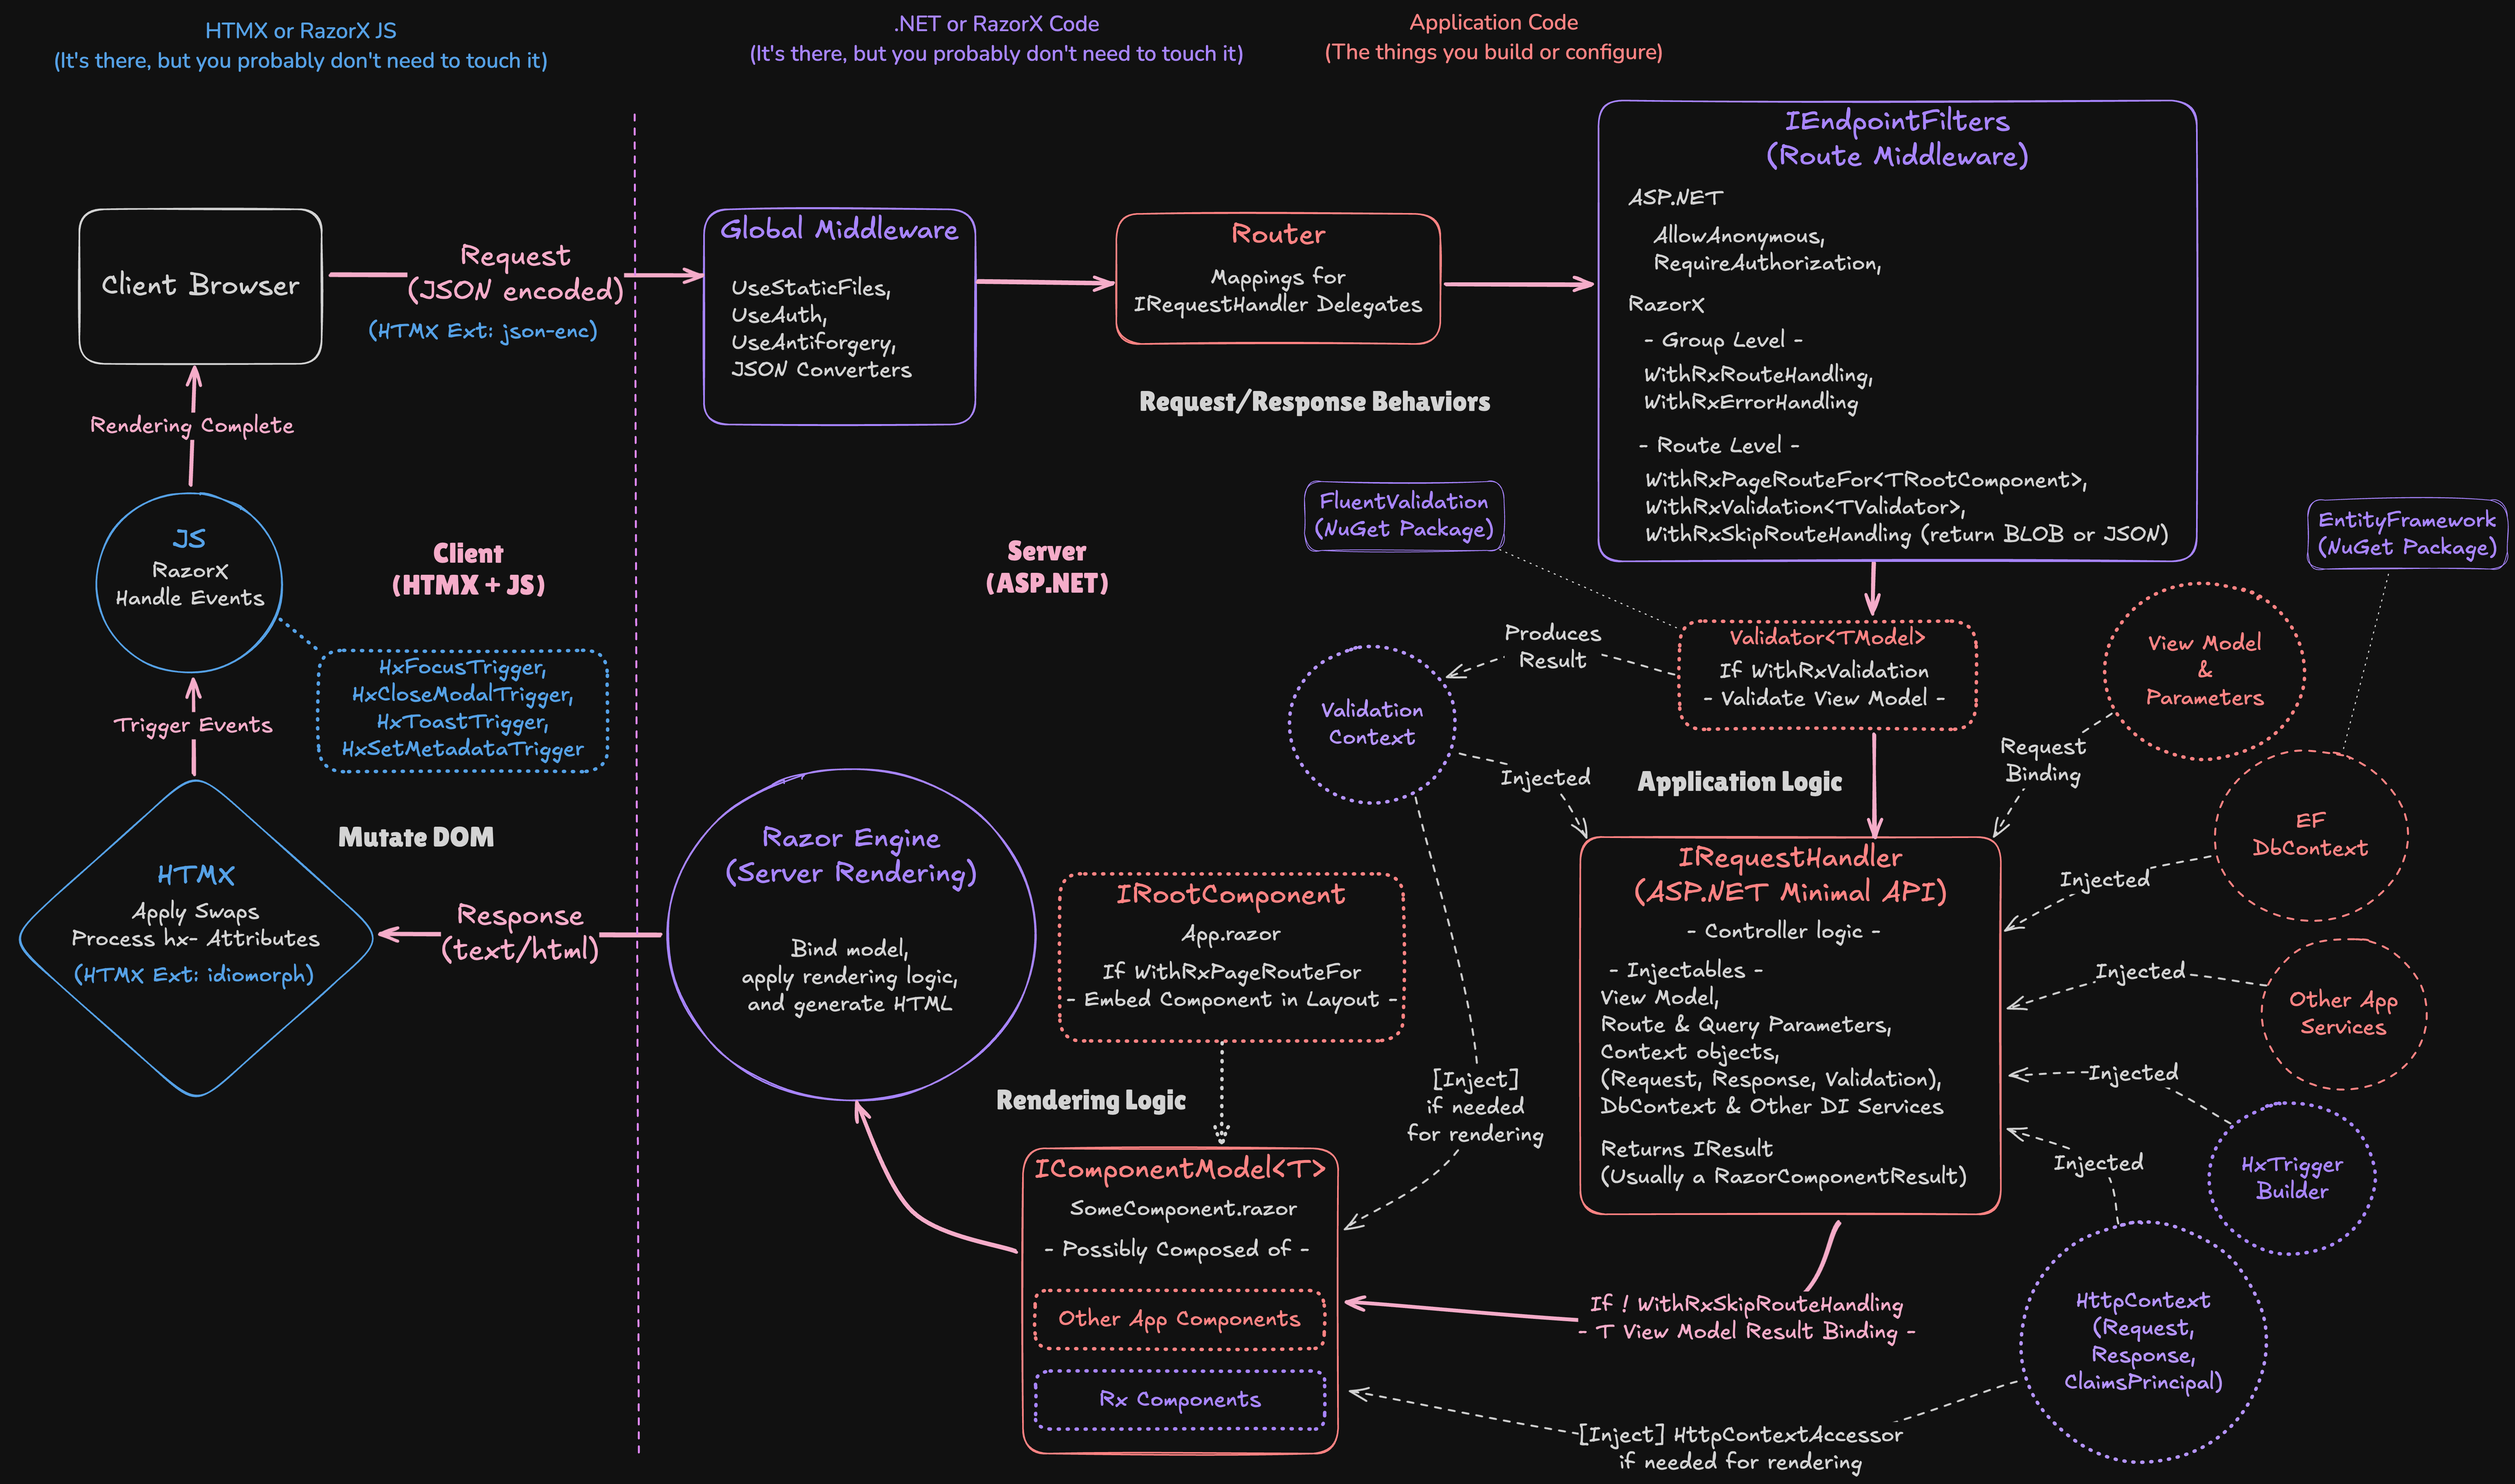 HTMX or RazorX JS
(It's there, but you probably don't need to touch it)
.NET or RazorX Code
(It's there, but you probably don't need to touch it)
Application Code
(The things you build or configure)
Client Browser
Request
(JSON encoded)
(HTMX Ext: json-enc)
Global Middleware
UseStaticFiles,
UseAuth,
UseAntiforgery,
JSON Converters
Router
Mappings for
IRequestHandler Delegates
Request/Response Behaviors
IEndpointFilters
(Route Middleware)
ASP.NET
AllowAnonymous,
RequireAuthorization,
RazorX
- Group Level -
WithRxRouteHandling,
WithRxErrorHandling
- Route Level -
WithRxPageRouteFor<TRootComponent>,
WithRxValidation<TValidator>,
WithRxSkipRouteHandling (return BLOB or JSON)
FluentValidation
(NuGet Package)
EntityFramework
(NuGet Package)
Validator<TModel>
If WithRxValidation
- Validate View Model -
Produces
Result
Validation
Context
Injected
Application Logic
View Model
&
Parameters
Request
Binding
EF
DbContext
Injected
Other App
Services
Injected
HxTrigger
Builder
Injected
HttpContext
(Request,
Response,
ClaimsPrincipal)
Injected
IRequestHandler
(ASP.NET Minimal API)
- Controller logic -
- Injectables -
View Model,
Route & Query Parameters,
Context objects,
(Request, Response, Validation),
DbContext & Other DI Services
Returns IResult
(Usually a RazorComponentResult)
If ! WithRxSkipRouteHandling
- T View Model Result Binding -
[Inject] HttpContextAccessor
if needed for rendering
[Inject]
if needed
for rendering
IRootComponent
App.razor
If WithRxPageRouteFor
- Embed Component in Layout -
Rendering Logic
IComponentModel<T>
SomeComponent.razor
- Possibly Composed of -
Other App Components
Rx Components
Server
(ASP.NET)
Razor Engine
(Server Rendering)
Bind model,
apply rendering logic,
and generate HTML
Response
(text/html)
Client
(HTMX + JS)
Mutate DOM
HTMX
Apply Swaps
Process hx- Attributes
(HTMX Ext: idiomorph)
Trigger Events
JS
RazorX
Handle Events
HxFocusTrigger,
HxCloseModalTrigger,
HxToastTrigger,
HxSetMetadataTrigger
Rendering Complete